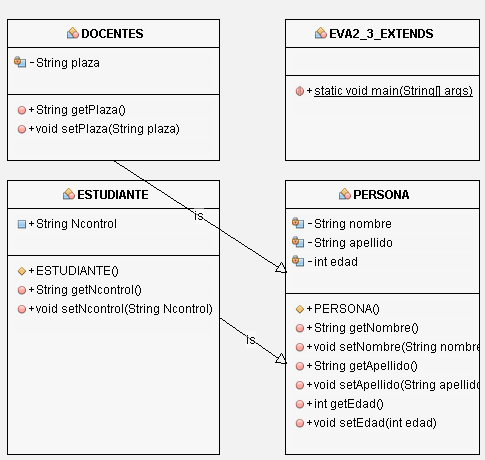 DOCENTES
-String plaza
+String getPlaza()
+void setPlaza(String plaza)
EVA2_3_EXTENDS
+static void main(String[] args)
is
ESTUDIANTE
+String Ncontrol
+ESTUDIANTE()
+String getNcontrol()
+void setNcontrol(String Ncontrol)
is
PERSONA
-String nombre
-String apellido
-int edad
+PERSONA()
+String getNombre()
+void setNombre(String nombre
+String getApellido()
+void setApellido(String apellido
+int getEdad()
+void setEdad(int edad)